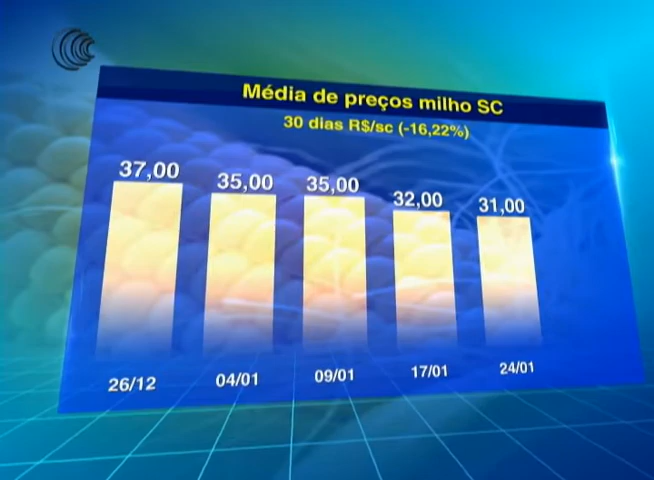 Média de preços milho SC
30 dias R$/sc (-16,22%)
37,00 35,00 35,00 32,00 31,00
26/12 04/01 09/01 17/01 24/01